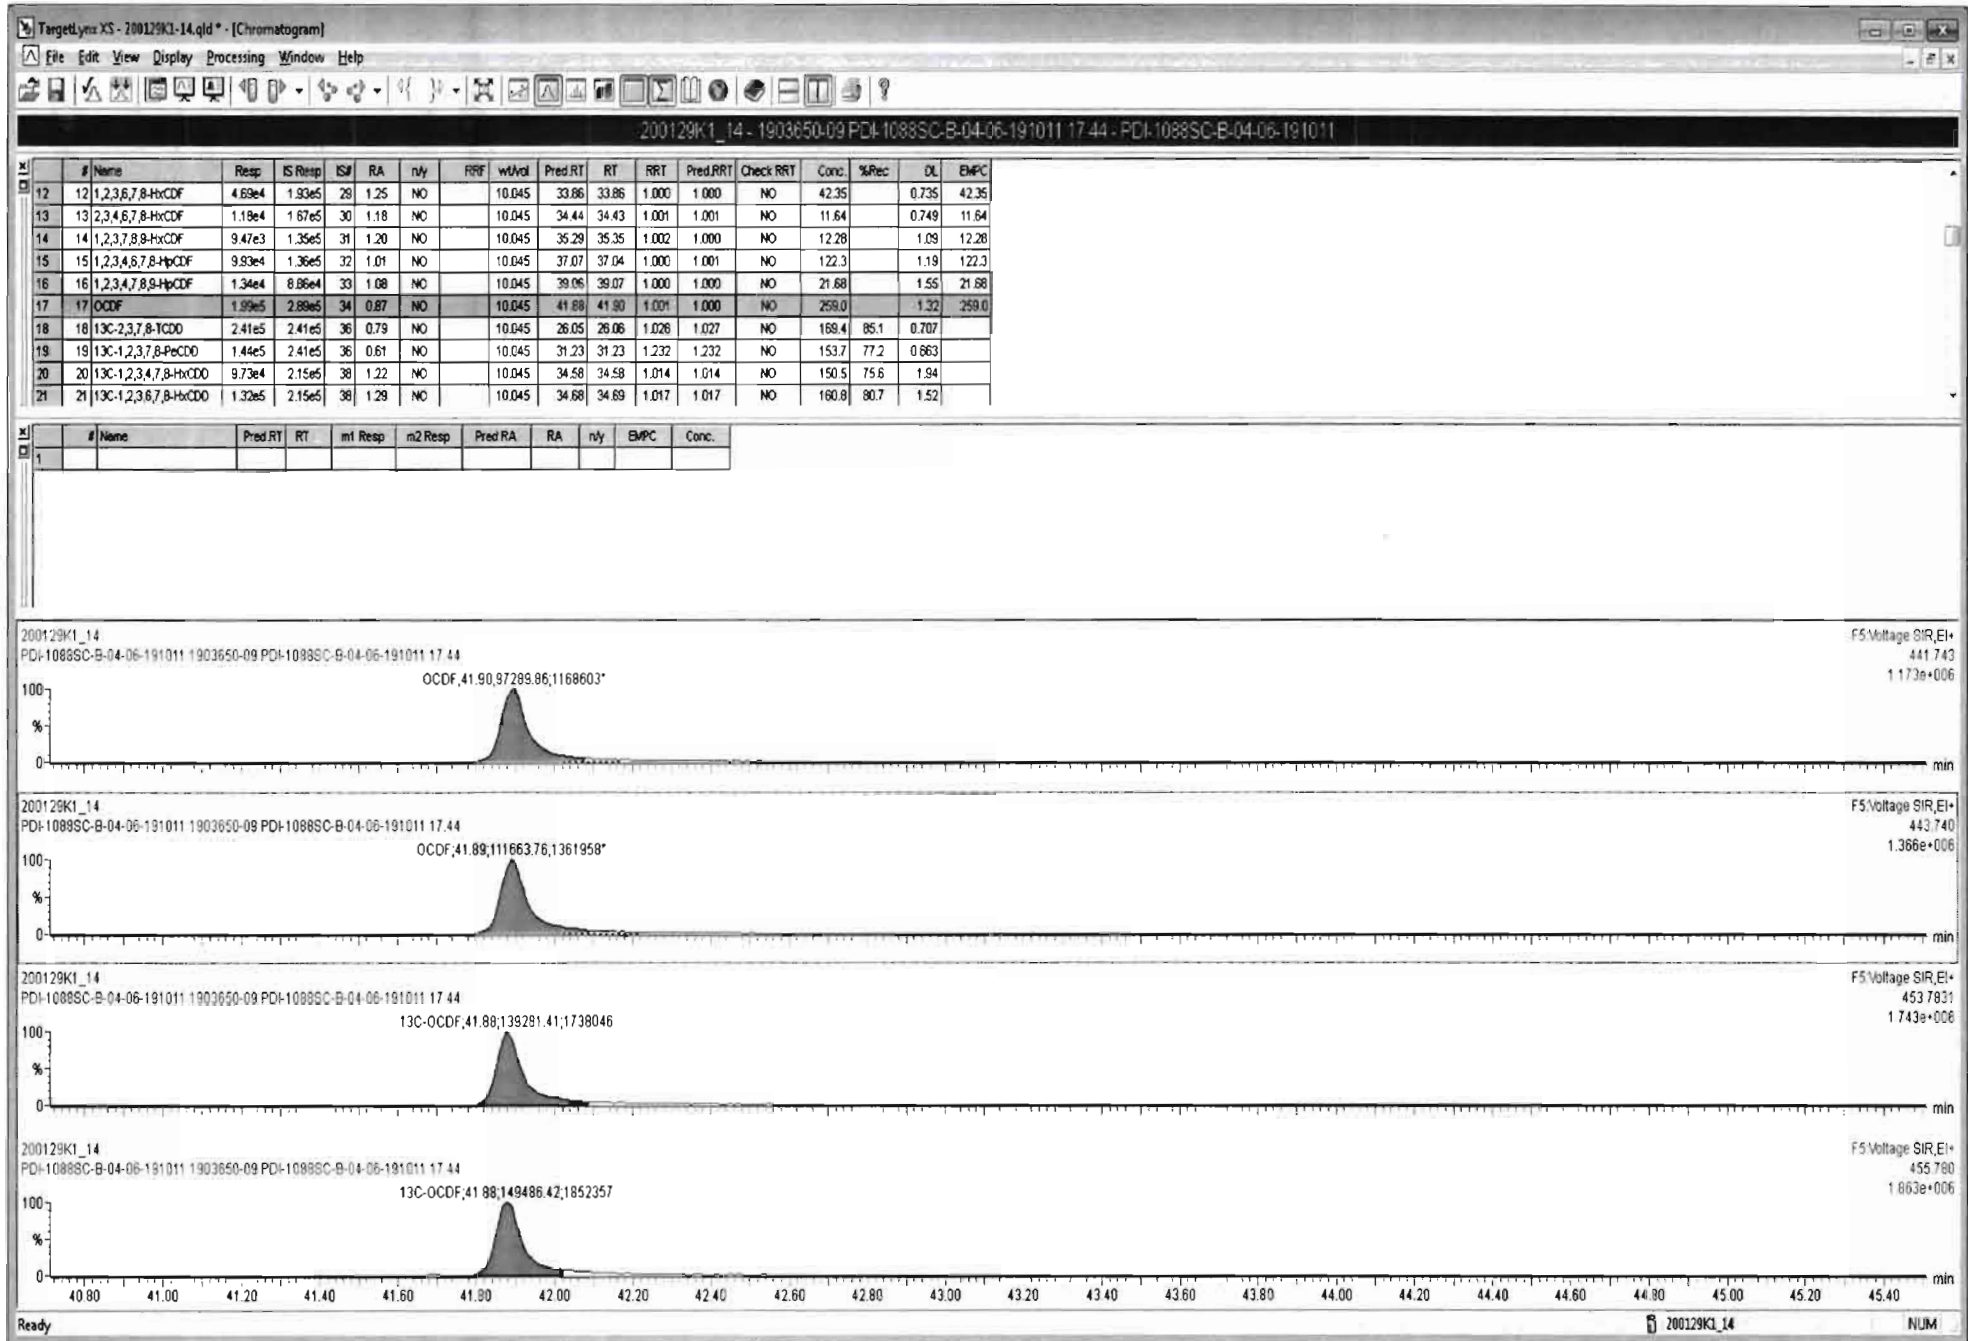 TargetLynx XS - 200129K1-14.qld * - [Chromatogram]
File Edit View Display Processing Window Help
200129K1_14 - 1903650-09 PDI-1088SC-B-04-06-191011 17.44 - PDI-1088SC-B-04-06-191011
# Name Resp IS Resp IS# RA n/y RRF wt/vol Pred.RT RT RRT Pred.RRT Check RRT Conc. %Rec DL EMPC
12 12 1,2,3,6,7,8-HxCDF 4.69e4 1.93e5 29 1.25 NO 10.045 33.86 33.86 1.000 1.000 NO 42.35 0.735 42.35
13 13 2,3,4,6,7,8-HxCDF 1.18e4 1.67e5 30 1.18 NO 10.045 34.44 34.43 1.001 1.001 NO 11.64 0.749 11.64
14 14 1,2,3,7,8,9-HxCDF 9.47e3 1.35e5 31 1.20 NO 10.045 35.29 35.35 1.002 1.000 NO 12.28 1.09 12.28
15 15 1,2,3,4,6,7,8-HpCDF 9.93e4 1.36e5 32 1.01 NO 10.045 37.07 37.04 1.000 1.001 NO 122.3 1.19 122.3
16 16 1,2,3,4,7,8,9-HpCDF 1.34e4 8.86e4 33 1.08 NO 10.045 39.06 39.07 1.000 1.000 NO 21.68 1.55 21.68
17 17 OCDF 1.99e5 2.89e5 34 0.87 NO 10.045 41.88 41.90 1.001 1.000 NO 259.0 1.32 259.0
18 18 13C-2,3,7,8-TCDD 2.41e5 2.41e5 36 0.79 NO 10.045 26.05 26.06 1.026 1.027 NO 169.4 85.1 0.707
19 19 13C-1,2,3,7,8-PeCDD 1.44e5 2.41e5 36 0.61 NO 10.045 31.23 31.23 1.232 1.232 NO 153.7 77.2 0.663
20 20 13C-1,2,3,4,7,8-HxCDD 9.73e4 2.15e5 38 1.22 NO 10.045 34.58 34.58 1.014 1.014 NO 150.5 75.6 1.94
21 21 13C-1,2,3,6,7,8-HxCDD 1.32e5 2.15e5 38 1.29 NO 10.045 34.68 34.69 1.017 1.017 NO 160.8 80.7 1.52
# Name Pred.RT RT m1 Resp m2 Resp Pred.RA RA n/y EMPC Conc.
1
200129K1_14 F5:Voltage SIR,EI+
PDI-1088SC-B-04-06-191011 1903650-09 PDI-1088SC-B-04-06-191011 17.44 441.743
OCDF;41.90;97289.86;1168603* 1.173e+006
100
%
0
min
200129K1_14 F5:Voltage SIR,EI+
PDI-1088SC-B-04-06-191011 1903650-09 PDI-1088SC-B-04-06-191011 17.44 443.740
OCDF;41.89;111663.76;1361958* 1.366e+006
100
%
0
min
200129K1_14 F5:Voltage SIR,EI+
PDI-1088SC-B-04-06-191011 1903650-09 PDI-1088SC-B-04-06-191011 17.44 453.7831
13C-OCDF;41.88;139281.41;1738046 1.743e+006
100
%
0
min
200129K1_14 F5:Voltage SIR,EI+
PDI-1088SC-B-04-06-191011 1903650-09 PDI-1088SC-B-04-06-191011 17.44 455.780
13C-OCDF;41.88;149486.42;1852357 1.863e+006
100
%
0
min
40.80 41.00 41.20 41.40 41.60 41.80 42.00 42.20 42.40 42.60 42.80 43.00 43.20 43.40 43.60 43.80 44.00 44.20 44.40 44.60 44.80 45.00 45.20 45.40
Ready 200129K1_14 NUM